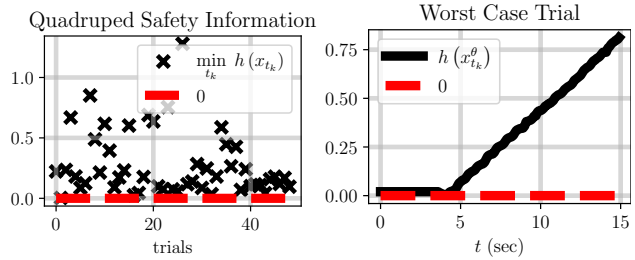 Quadruped Safety Information
min h (x_{t_k})
t_k
0
1.0
0.5
0.0
0 20 40
trials
Worst Case Trial
h (x^θ_{t_k})
0
0.75
0.50
0.25
0.00
0 5 10 15
t (sec)